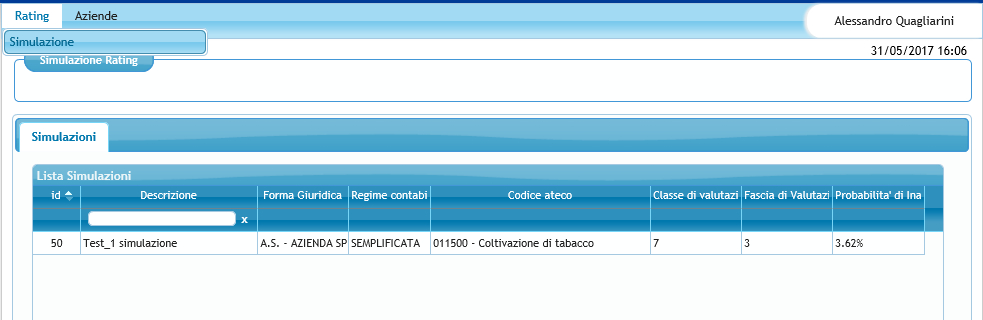 Rating Aziende Alessandro Quagliarini
Simulazione
31/05/2017 16:06
Simulazione Rating
Simulazioni
Lista Simulazioni
id Descrizione Forma Giuridica Regime contabi Codice ateco Classe di valutazi Fascia di Valutazi Probabilita' di Ina
x
50 Test_1 simulazione A.S. - AZIENDA SP SEMPLIFICATA 011500 - Coltivazione di tabacco 7 3 3.62%